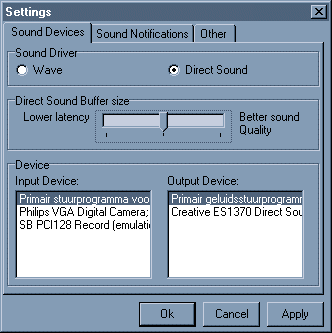 Settings
Sound Devices Sound Notifications Other
Sound Driver
Wave Direct Sound
Direct Sound Buffer size
Lower latency Better sound
Quality
Device
Input Device: Output Device:
Primair stuurprogramma voo Primair geluidsstuurprogramr
Philips VGA Digital Camera; Creative ES1370 Direct Sou
SB PCI128 Record (emulatio
Ok Cancel Apply